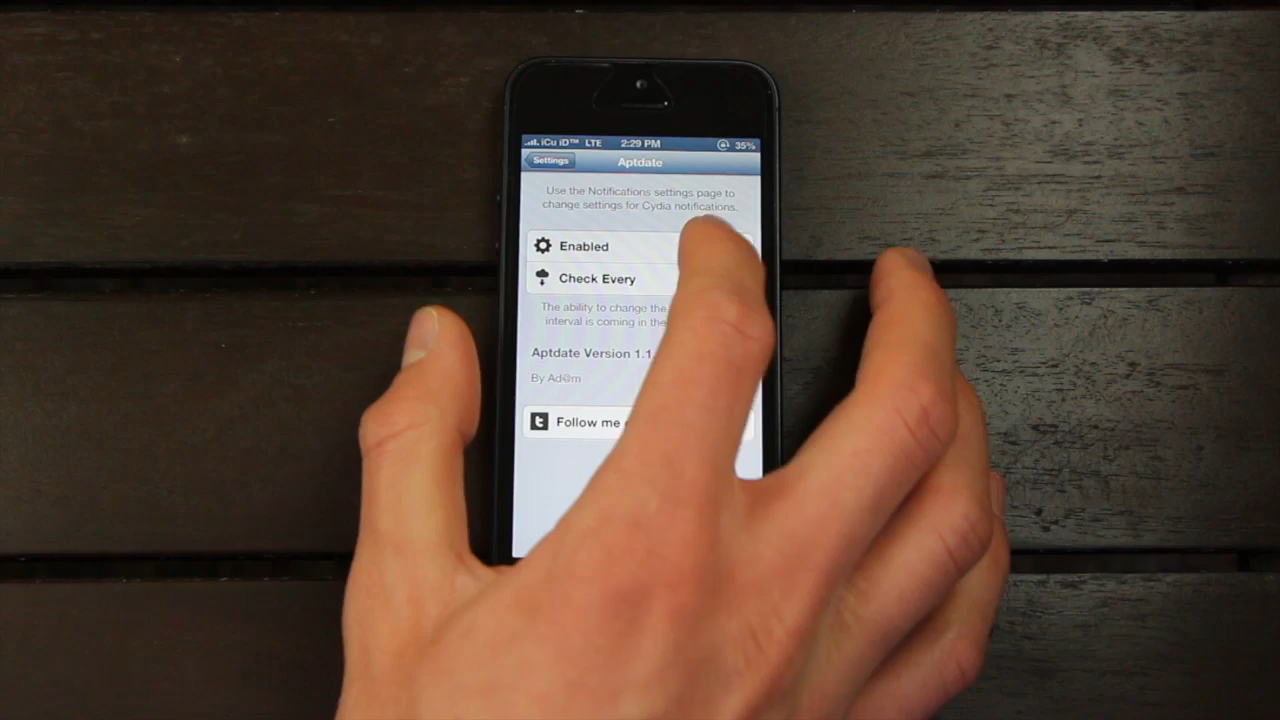 iCu iD™ LTE 2:29 PM 35%
Settings Aptdate
Use the Notifications settings page to
change settings for Cydia notifications.
Enabled
Check Every
The ability to change the
interval is coming in the
Aptdate Version 1.1
By Ad@m
Follow me